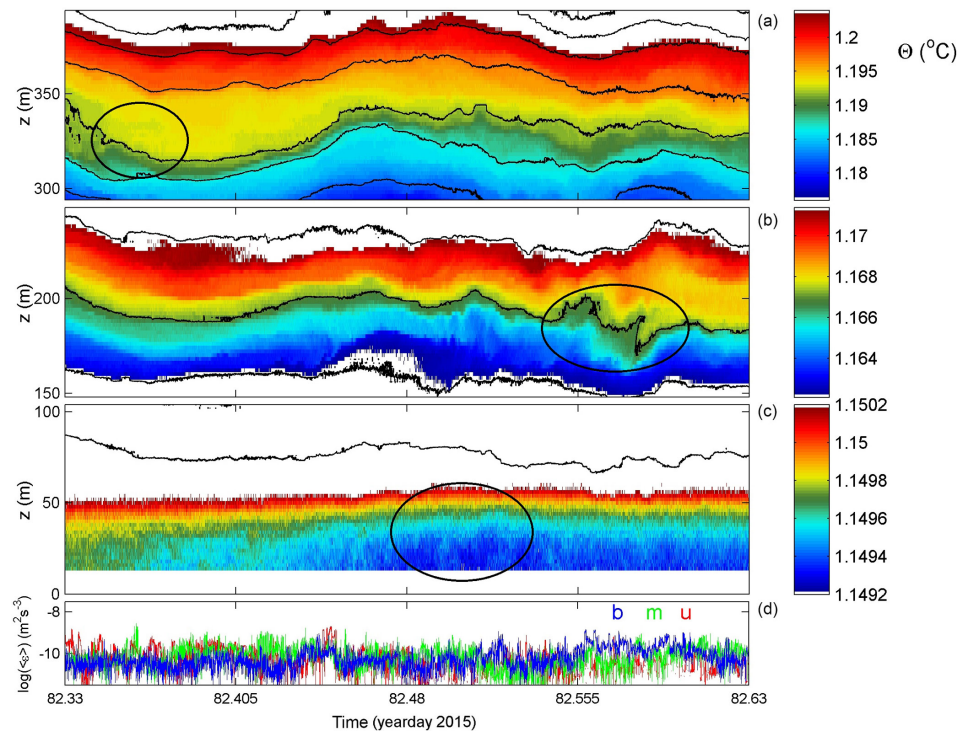 (a)
z (m)
350
300
1.2
1.195
1.19
1.185
1.18
Θ (°C)
(b)
z (m)
200
150
1.17
1.168
1.166
1.164
(c)
z (m)
100
50
0
1.1502
1.15
1.1498
1.1496
1.1494
1.1492
(d)
log(<ε>) (m²s⁻³)
-8
-10
b m u
82.33 82.405 82.48 82.555 82.63
Time (yearday 2015)